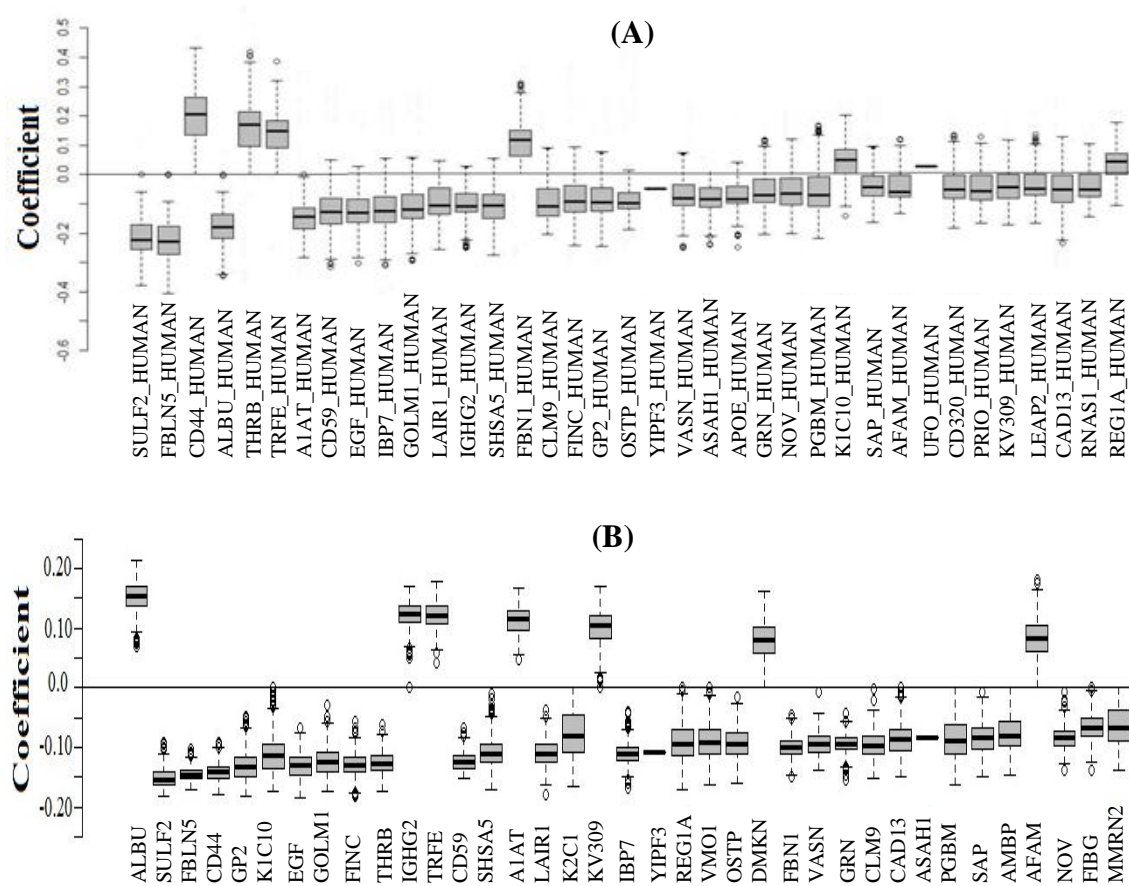 (A)
Coefficient
0.5
0.4
0.3
0.2
0.1
0.0
-0.2
-0.4
-0.6
SULF2_HUMAN
FBLN5_HUMAN
CD44_HUMAN
ALBU_HUMAN
THRB_HUMAN
TRFE_HUMAN
A1AT_HUMAN
CD59_HUMAN
EGF_HUMAN
IBP7_HUMAN
GOLM1_HUMAN
LAIR1_HUMAN
IGHG2_HUMAN
SHSA5_HUMAN
FBN1_HUMAN
CLM9_HUMAN
FINC_HUMAN
GP2_HUMAN
OSTP_HUMAN
YIPF3_HUMAN
VASN_HUMAN
ASAH1_HUMAN
APOE_HUMAN
GRN_HUMAN
NOV_HUMAN
PGBM_HUMAN
K1C10_HUMAN
SAP_HUMAN
AFAM_HUMAN
UFO_HUMAN
CD320_HUMAN
PRIO_HUMAN
KV309_HUMAN
LEAP2_HUMAN
CAD13_HUMAN
RNAS1_HUMAN
REG1A_HUMAN
(B)
Coefficient
0.20
0.10
0.0
-0.10
-0.20
ALBU
SULF2
FBLN5
CD44
GP2
K1C10
EGF
GOLM1
FINC
THRB
IGHG2
TRFE
CD59
SHSA5
A1AT
LAIR1
K2C1
KV309
IBP7
YIPF3
REG1A
VMO1
OSTP
DMKN
FBN1
VASN
GRN
CLM9
CAD13
ASAH1
PGBM
SAP
AMBP
AFAM
NOV
FIBG
MMRN2